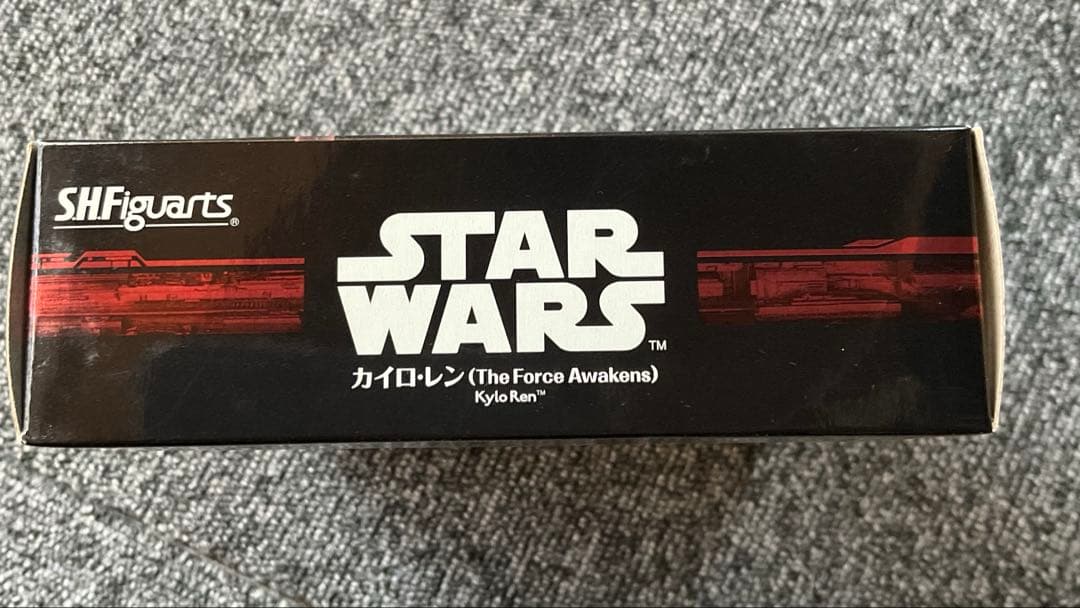 S.H.Figuarts®
STAR
WARS™
カイロ・レン(The Force Awakens)
Kylo Ren™